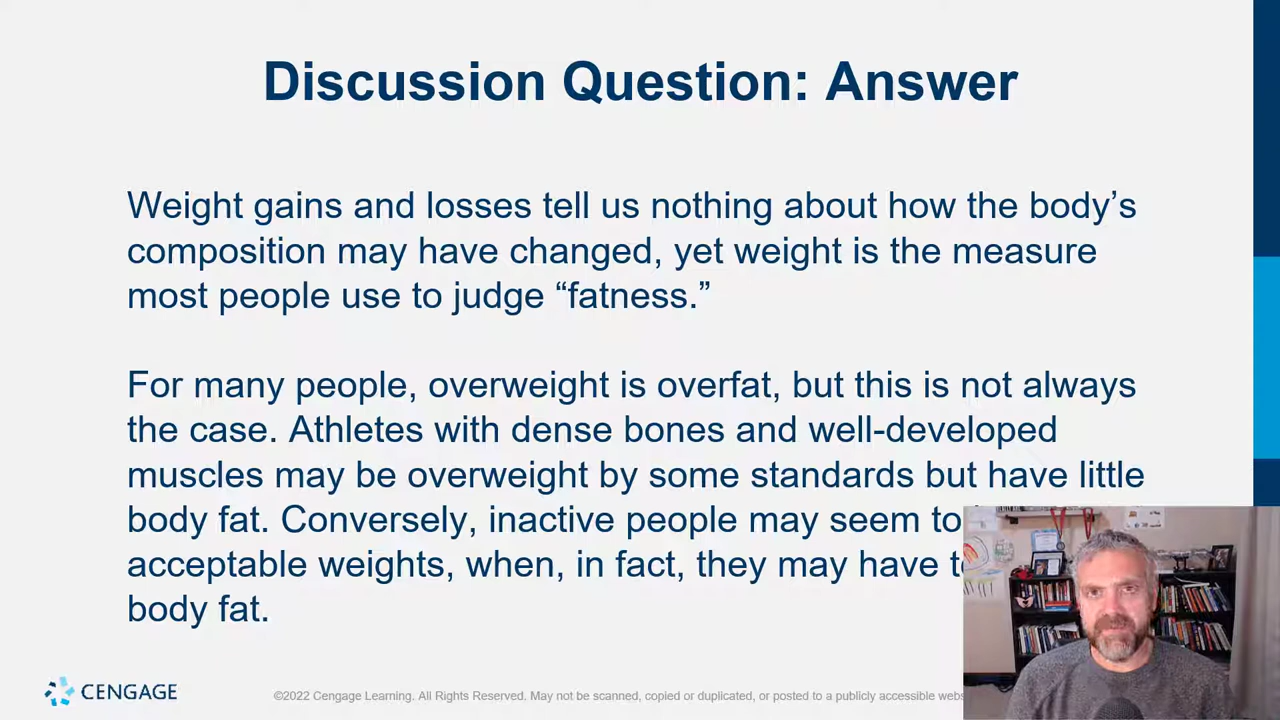 Discussion Question: Answer
Weight gains and losses tell us nothing about how the body’s
composition may have changed, yet weight is the measure
most people use to judge “fatness.”
For many people, overweight is overfat, but this is not always
the case. Athletes with dense bones and well-developed
muscles may be overweight by some standards but have little
body fat. Conversely, inactive people may seem to
acceptable weights, when, in fact, they may have
body fat.
CENGAGE
©2022 Cengage Learning. All Rights Reserved. May not be scanned, copied or duplicated, or posted to a publicly accessible